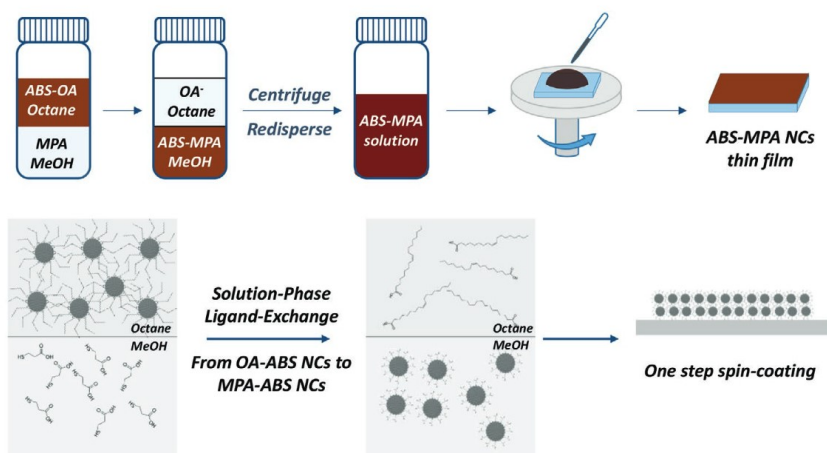 ABS-OA
Octane
MPA
MeOH
OA-
Octane
ABS-MPA
MeOH
Centrifuge
Redisperse
ABS-MPA
solution
ABS-MPA NCs
thin film
Octane
MeOH
Solution-Phase
Ligand-Exchange
From OA-ABS NCs to
MPA-ABS NCs
Octane
MeOH
One step spin-coating